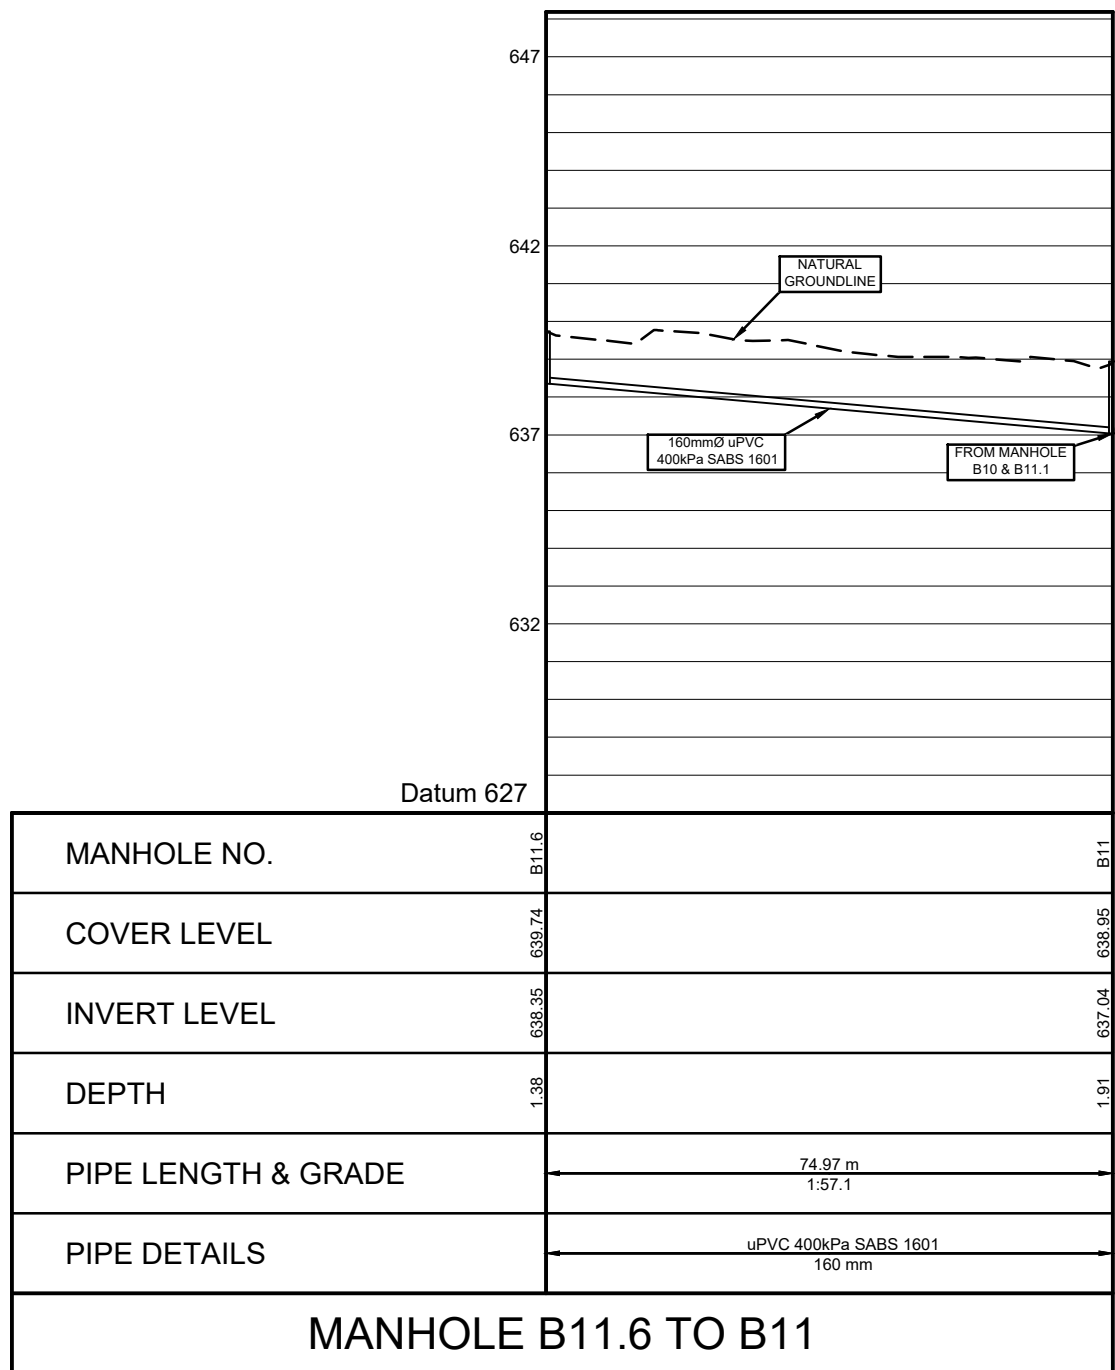 647
642
NATURAL
GROUNDLINE
637
160mmØ uPVC
400kPa SABS 1601
FROM MANHOLE
B10 & B11.1
632
Datum 627
MANHOLE NO.
B11.6
B11
COVER LEVEL
639.74
638.95
INVERT LEVEL
638.35
637.04
DEPTH
1.38
1.91
PIPE LENGTH & GRADE
74.97 m
1:57.1
PIPE DETAILS
uPVC 400kPa SABS 1601
160 mm
MANHOLE B11.6 TO B11